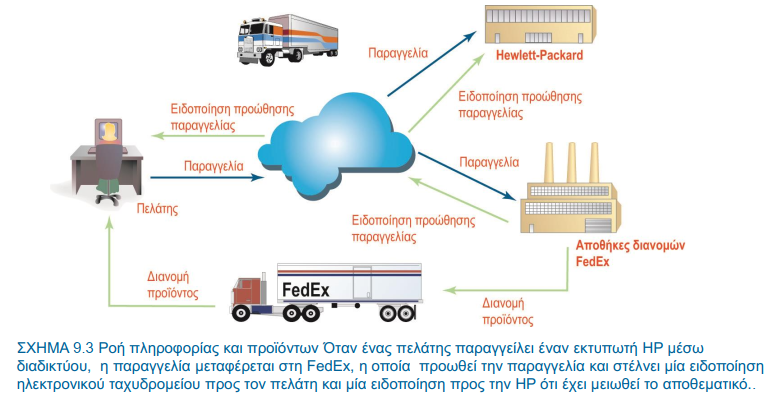 Παραγγελία
Hewlett-Packard
Ειδοποίηση προώθησης
παραγγελίας
Ειδοποίηση προώθησης
παραγγελίας
Παραγγελία
Παραγγελία
Πελάτης
Ειδοποίηση προώθησης
παραγγελίας
Αποθήκες διανομών
FedEx
Διανομή
προϊόντος
FedEx
Διανομή
προϊόντος
ΣΧΗΜΑ 9.3 Ροή πληροφορίας και προϊόντων Όταν ένας πελάτης παραγγείλει έναν εκτυπωτή HP μέσω
διαδικτύου, η παραγγελία μεταφέρεται στη FedEx, η οποία προωθεί την παραγγελία και στέλνει μία ειδοποίηση
ηλεκτρονικού ταχυδρομείου προς τον πελάτη και μία ειδοποίηση προς την HP ότι έχει μειωθεί το αποθεματικό..